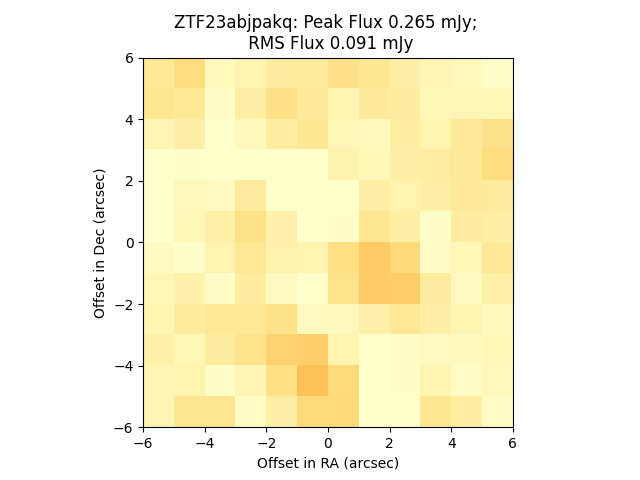 ZTF23abjpakq: Peak Flux 0.265 mJy;
RMS Flux 0.091 mJy
6
4
2
0
−2
−4
−6
Offset in Dec (arcsec)
−6 −4 −2 0 2 4 6
Offset in RA (arcsec)